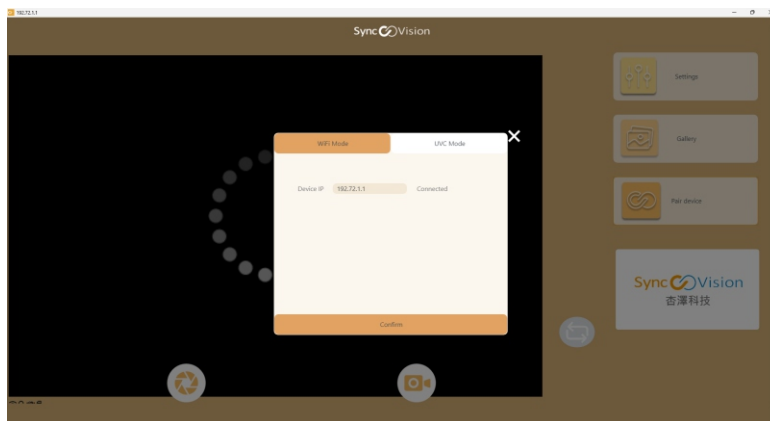 192.72.1.1
Sync Vision
WiFi Mode
UVC Mode
Device IP 192.72.1.1 Connected
Confirm
Settings
Gallery
Pair device
Sync Vision
杏澤科技